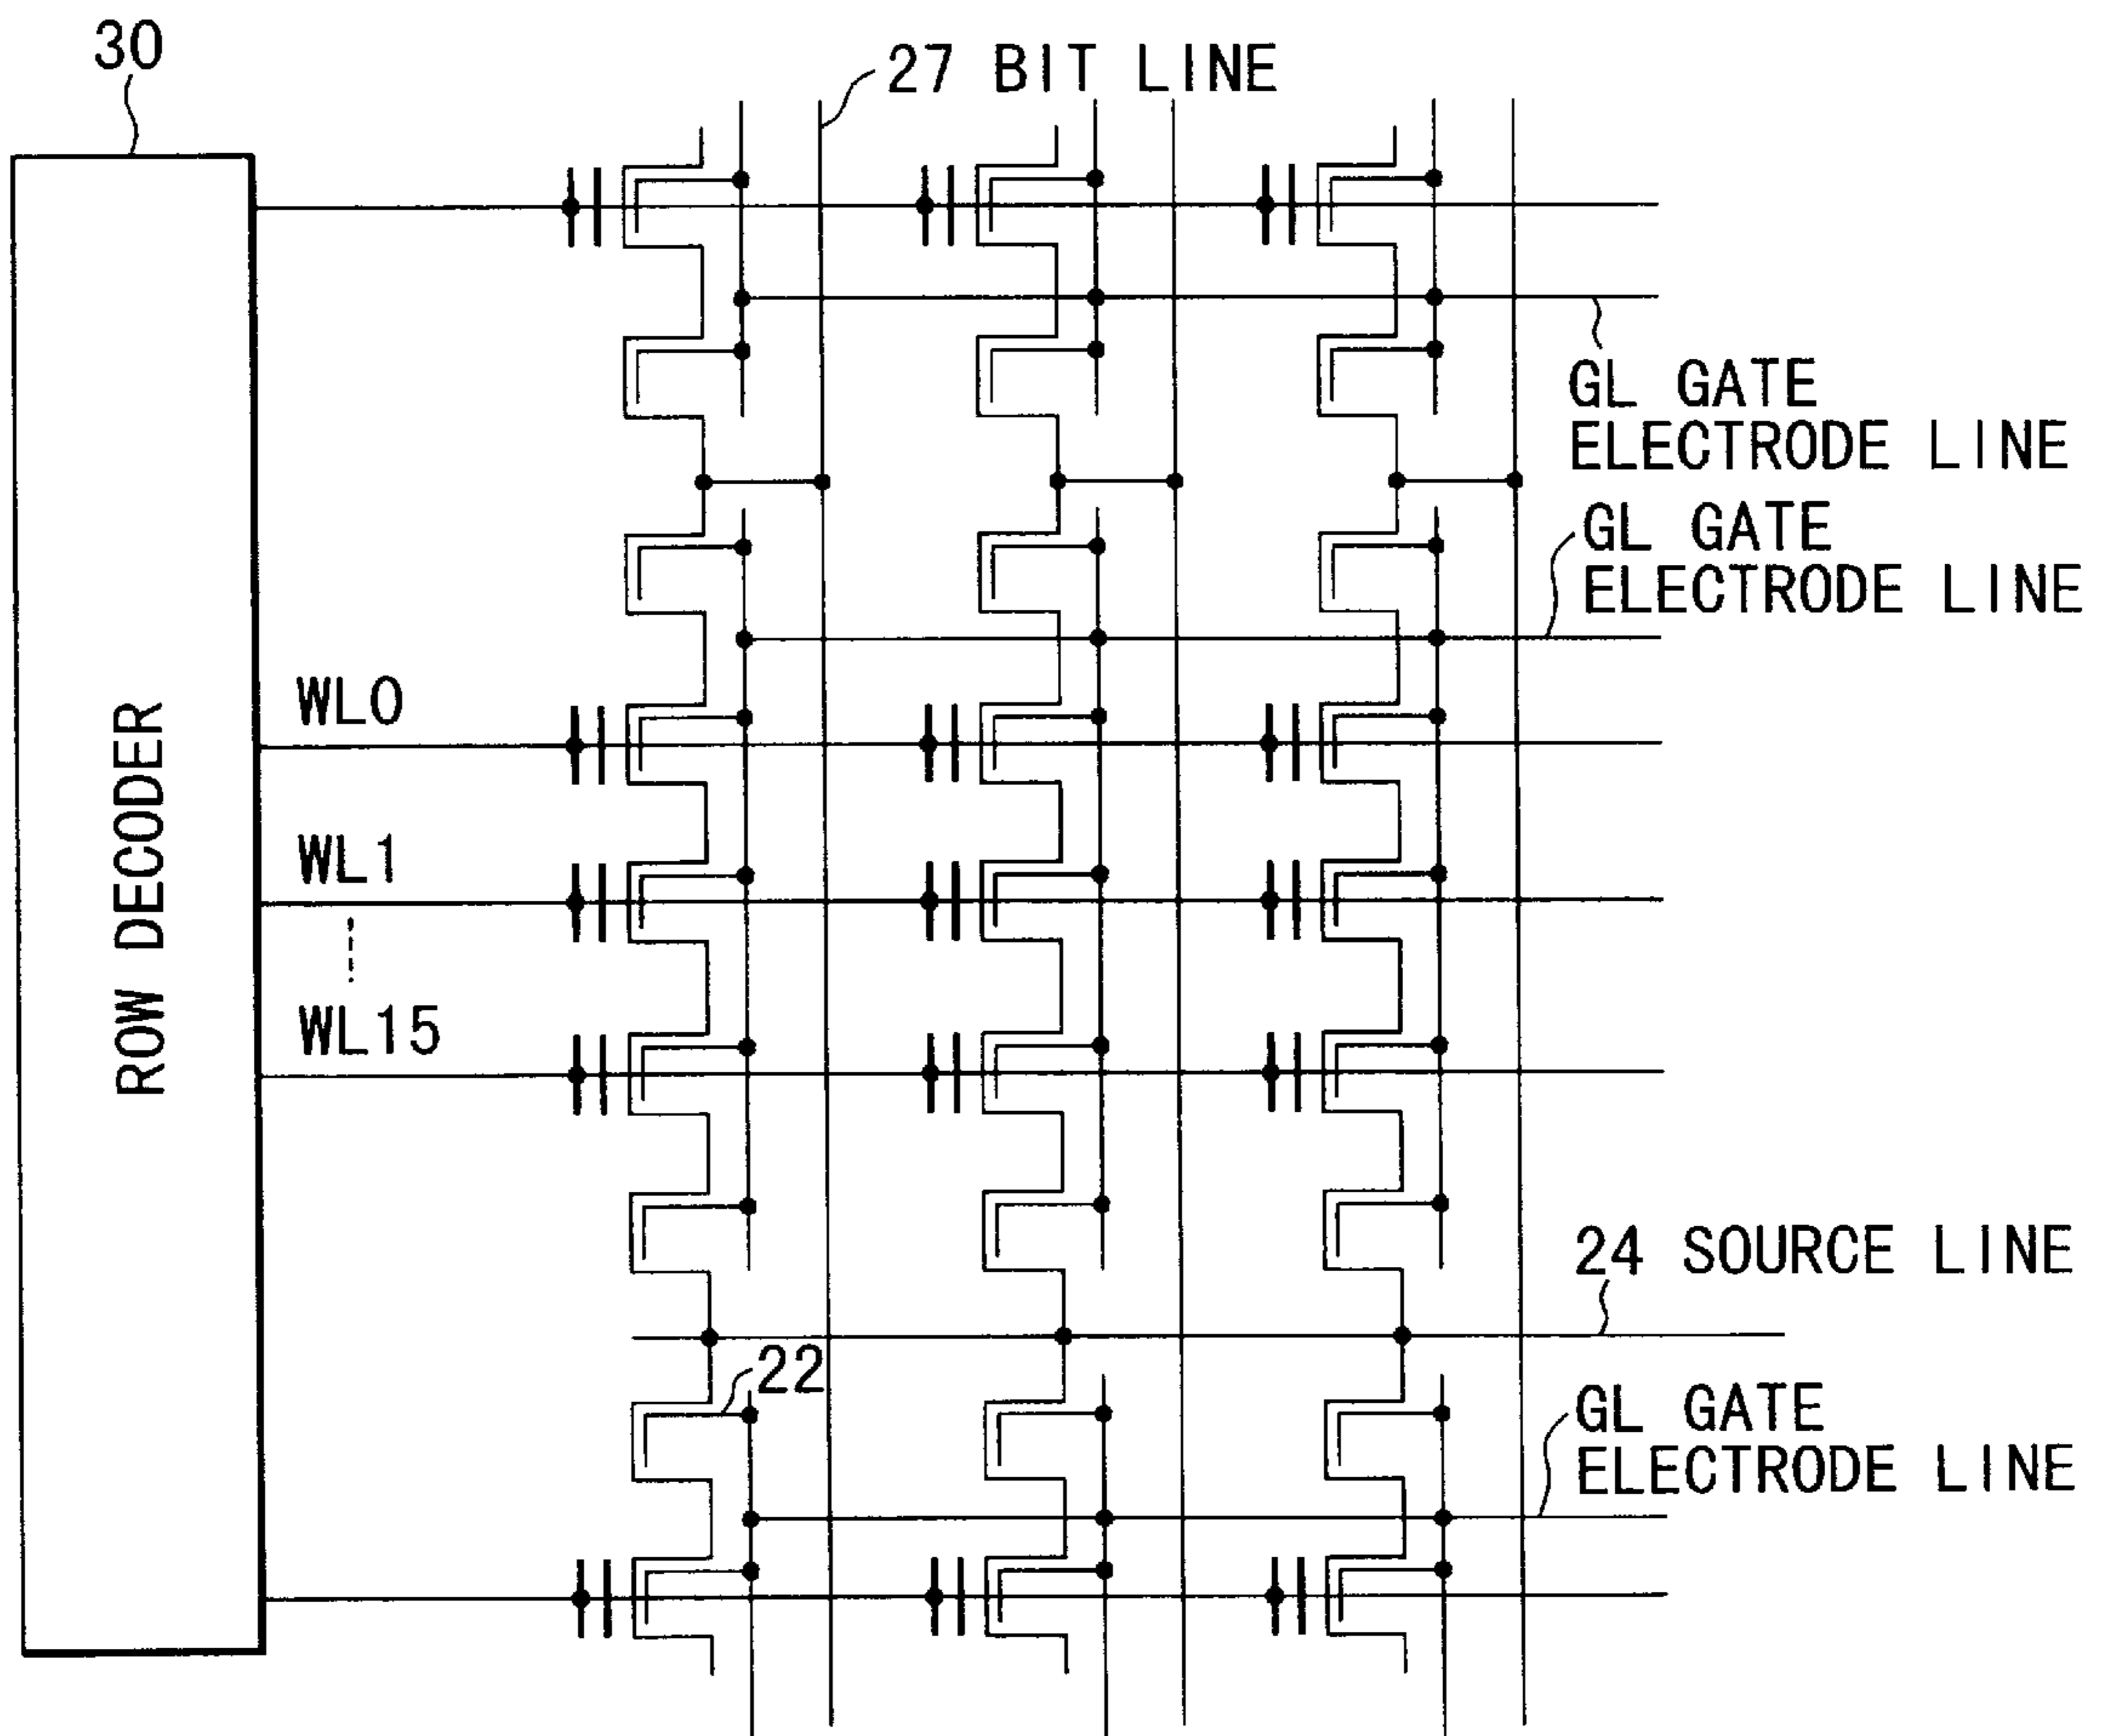 30
27 BIT LINE
GL GATE
ELECTRODE LINE
GL GATE
ELECTRODE LINE
WL0
WL1
WL15
ROW DECODER
24 SOURCE LINE
22
GL GATE
ELECTRODE LINE